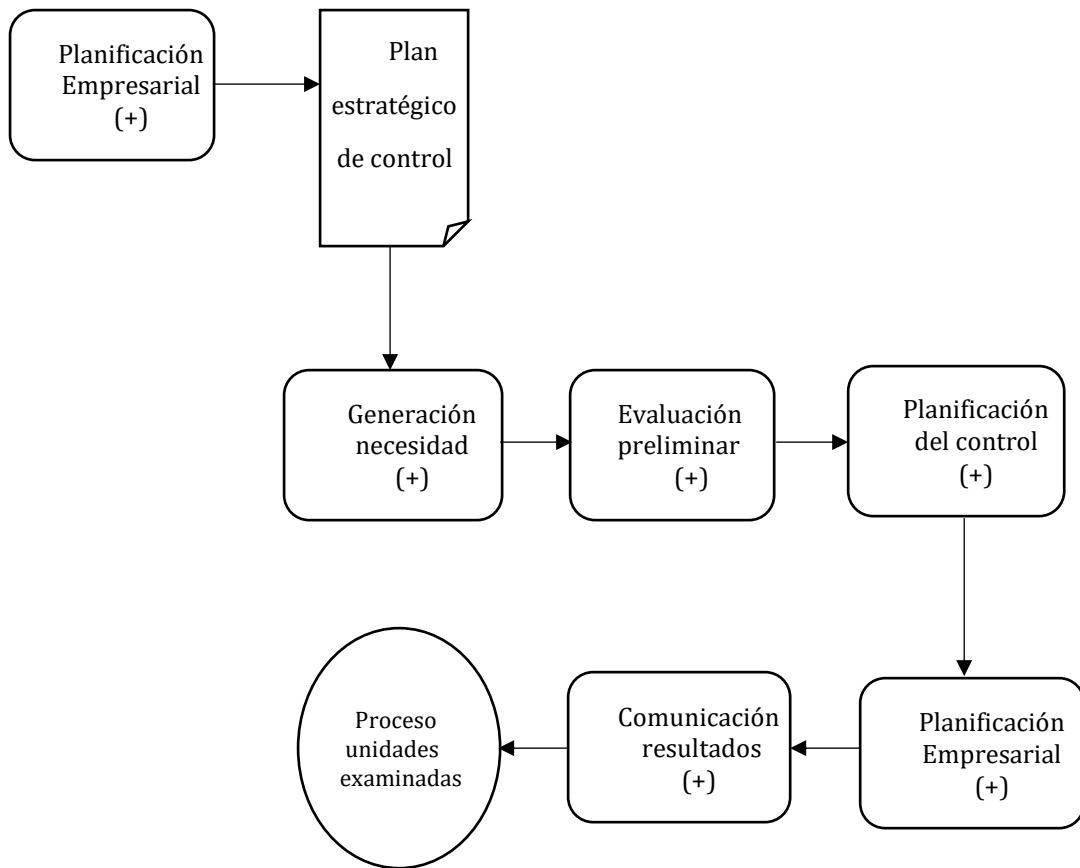 Planificación
Empresarial
(+)
Plan
estratégico
de control
Generación
necesidad
(+)
Evaluación
preliminar
(+)
Planificación
del control
(+)
Planificación
Empresarial
(+)
Comunicación
resultados
(+)
Proceso
unidades
examinadas